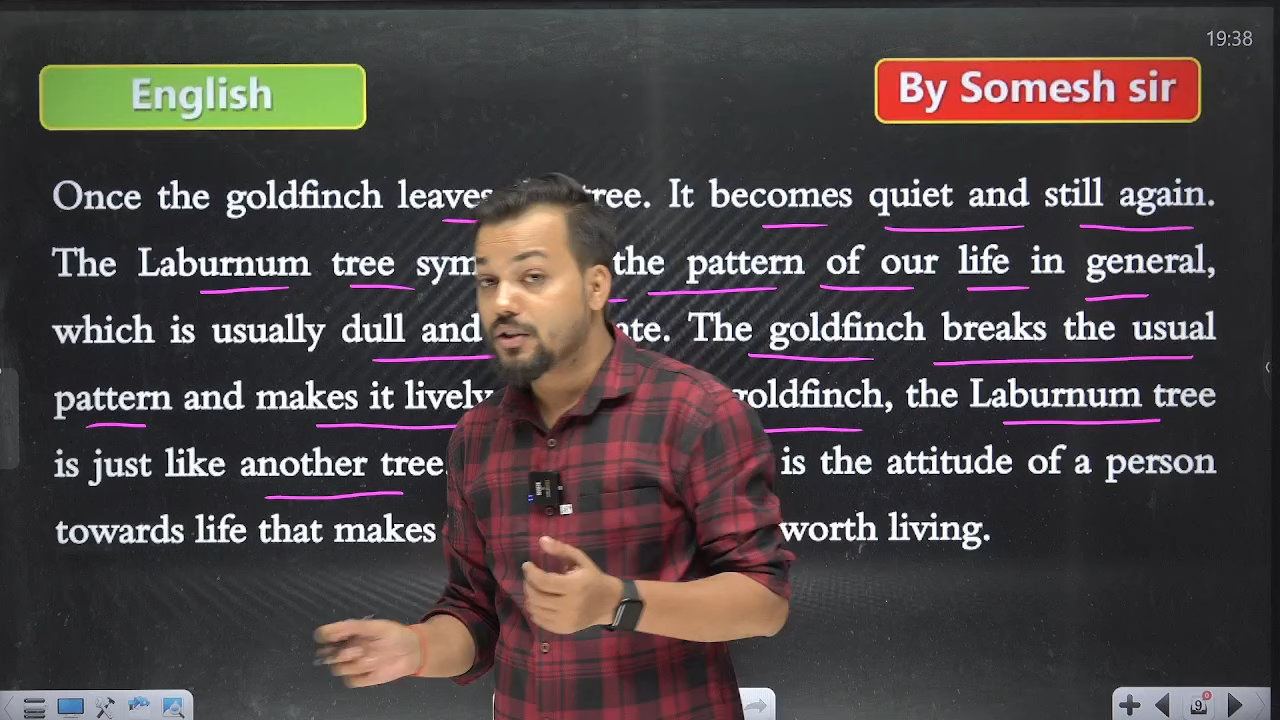 19:38
English
By Somesh sir
Once the goldfinch leaves tree. It becomes quiet and still again.
The Laburnum tree the pattern of our life in general,
which is usually dull and The goldfinch breaks the usual
pattern and makes it lively goldfinch, the Laburnum tree
is just like another tree. is the attitude of a person
towards life that makes worth living.
9